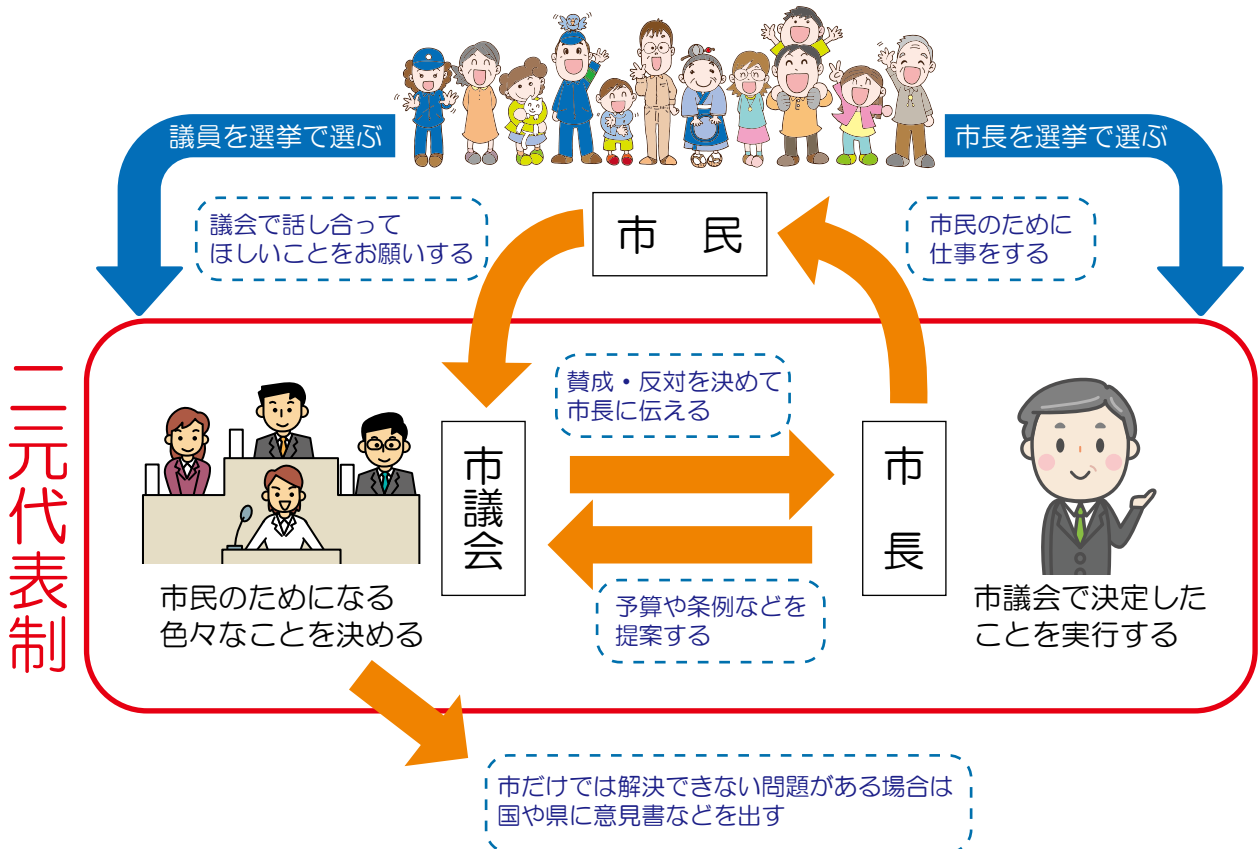 議員を選挙で選ぶ
市長を選挙で選ぶ
議会で話し合って
ほしいことをお願いする
市　民
市民のために
仕事をする
二元代表制
賛成・反対を決めて
市長に伝える
市議会
市長
予算や条例などを
提案する
市民のためになる
色々なことを決める
市議会で決定した
ことを実行する
市だけでは解決できない問題がある場合は
国や県に意見書などを出す